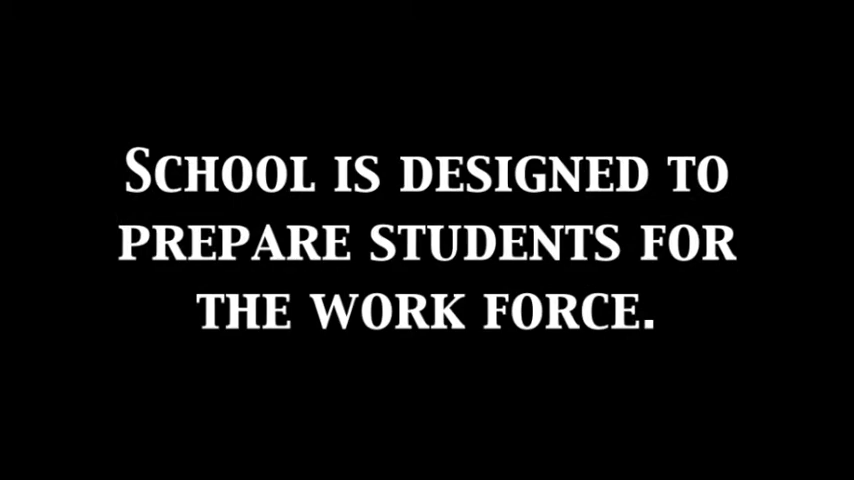 School is designed to
prepare students for
the work force.